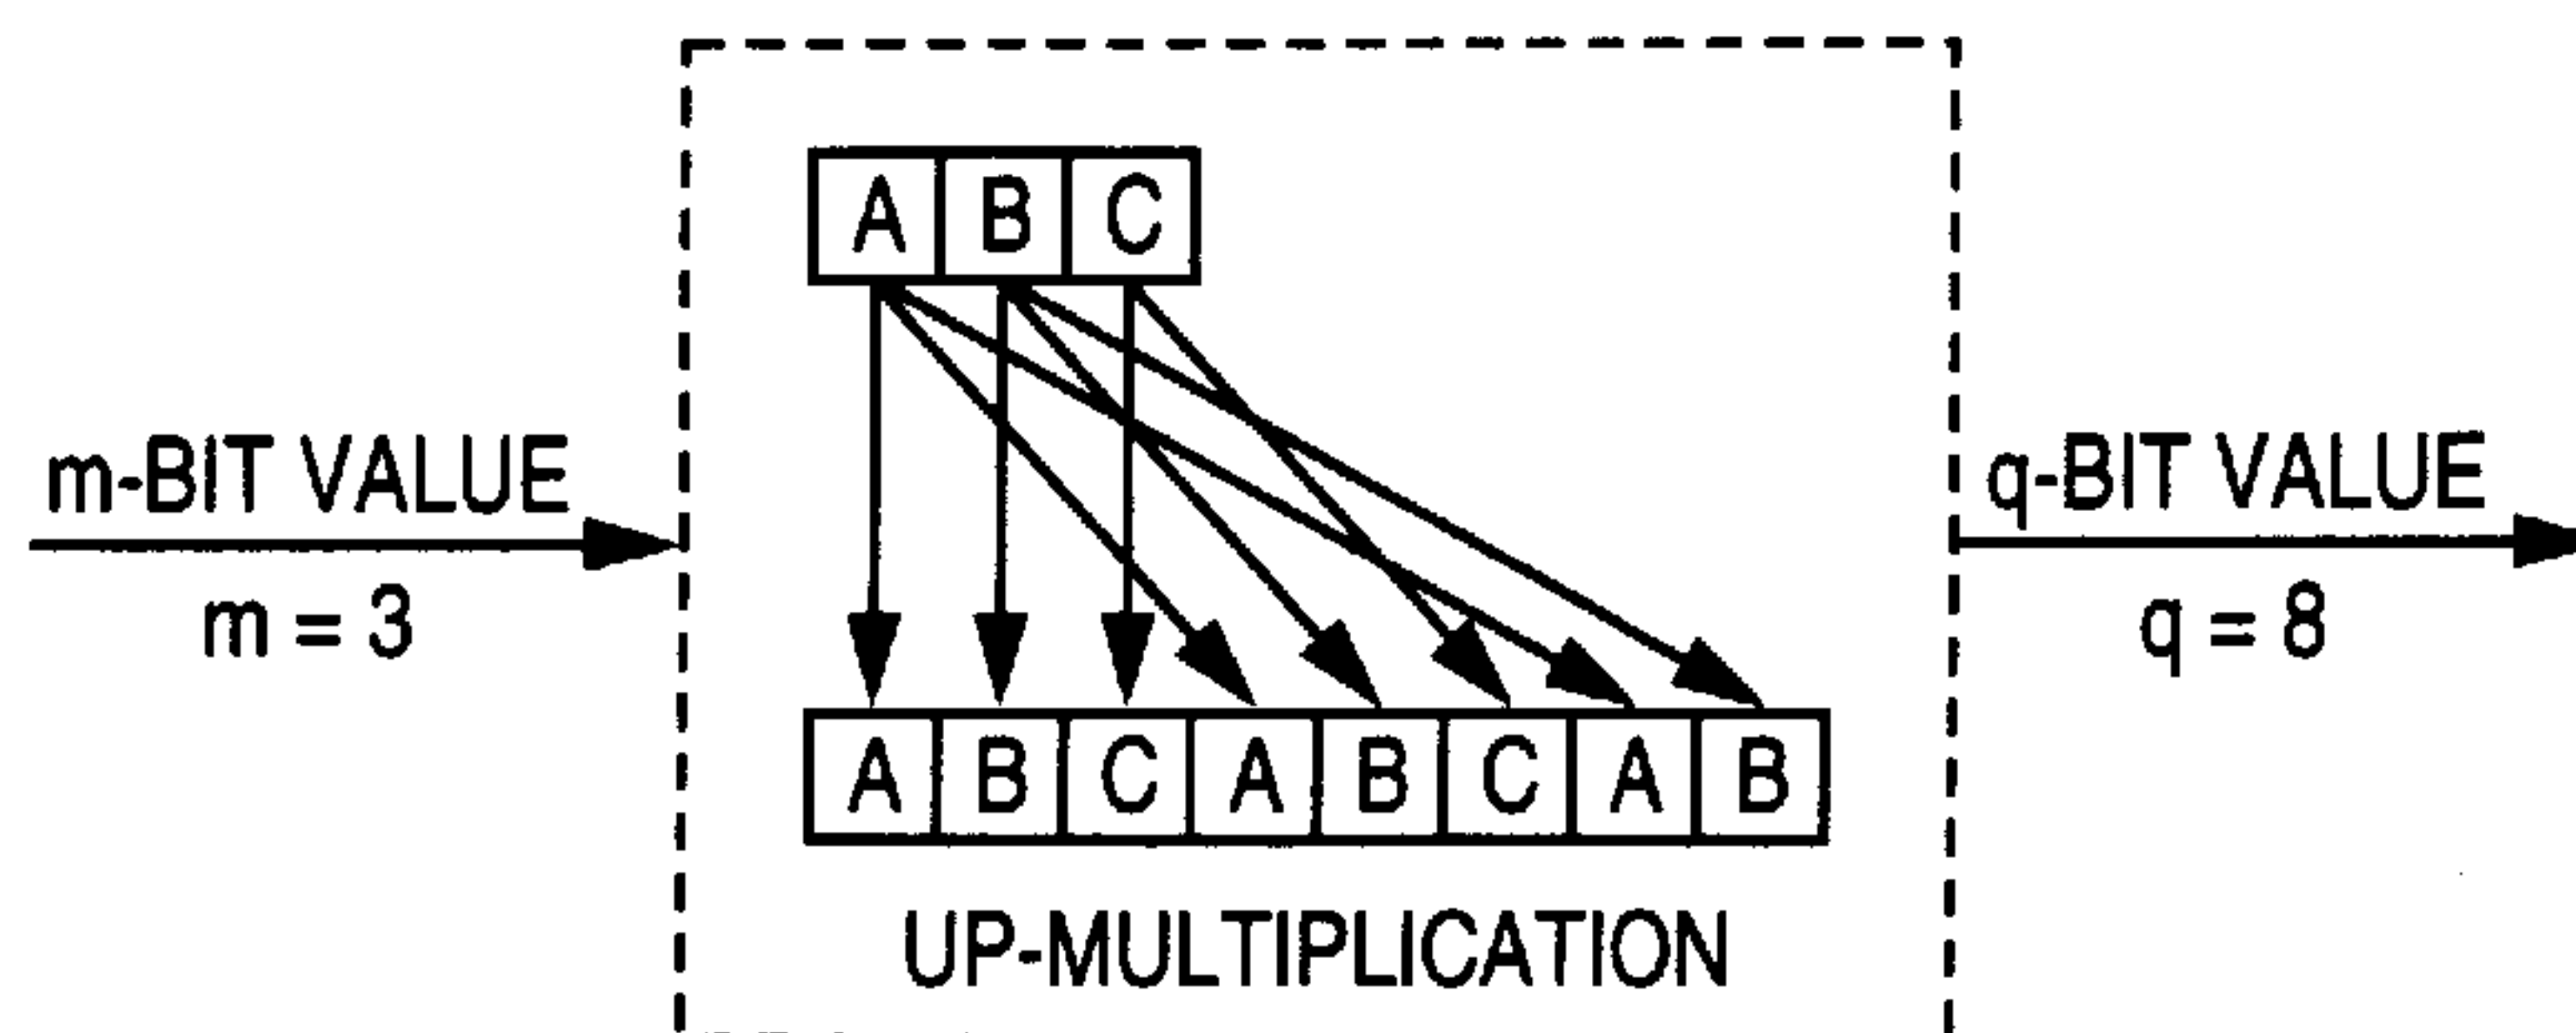 A B C
m-BIT VALUE
m = 3
q-BIT VALUE
q = 8
A B C A B C A B
UP-MULTIPLICATION